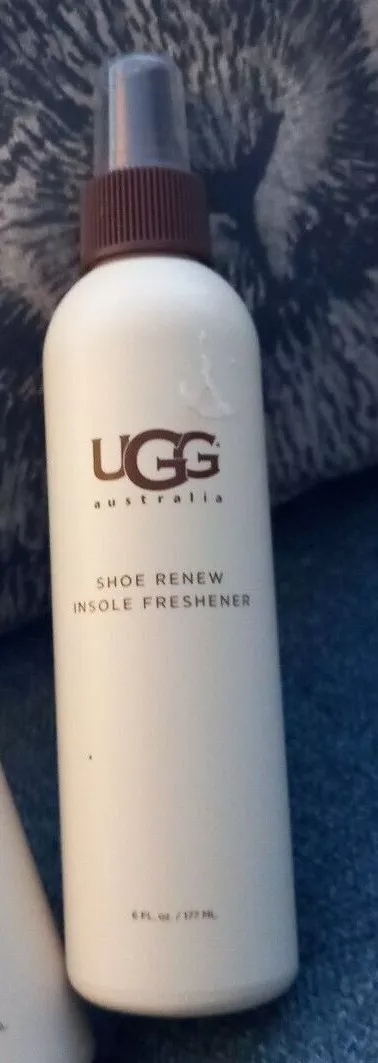 UGG
australia
SHOE RENEW
INSOLE FRESHENER
6 FL. oz. / 177 ML.